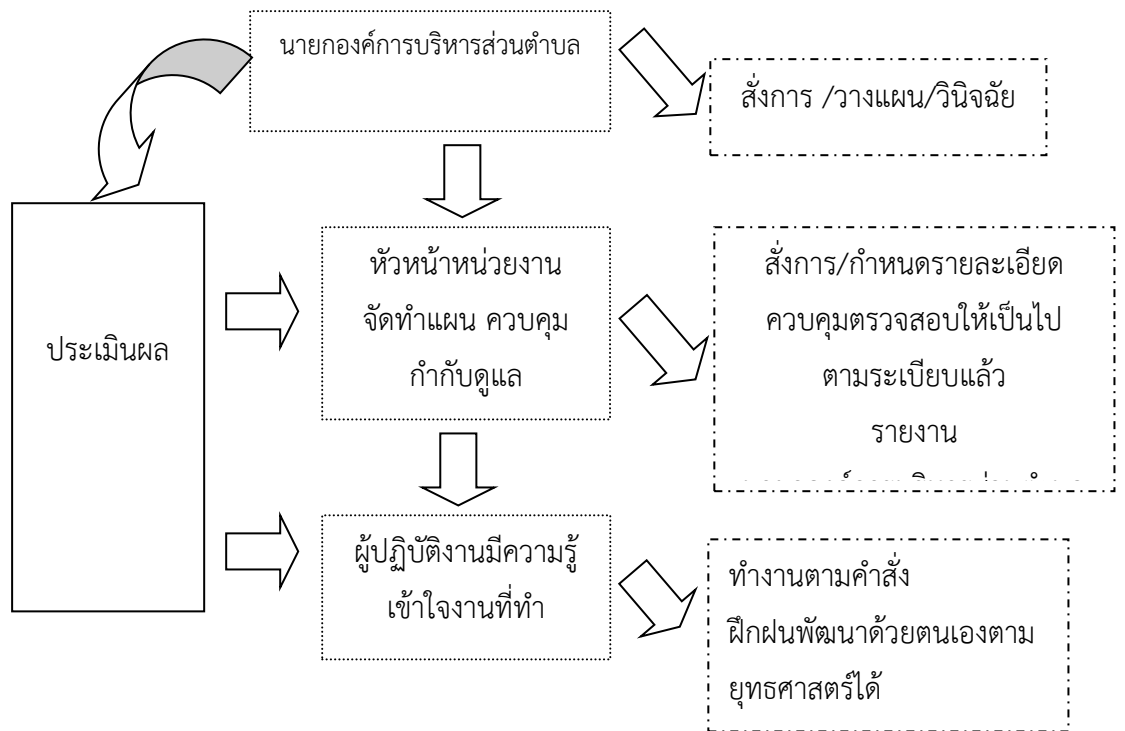 นายกองค์การบริหารส่วนตำบล
สั่งการ /วางแผน/วินิจฉัย
ประเมินผล
หัวหน้าหน่วยงาน
จัดทำแผน ควบคุม
กำกับดูแล
สั่งการ/กำหนดรายละเอียด
ควบคุมตรวจสอบให้เป็นไป
ตามระเบียบแล้ว
รายงาน
ผู้ปฏิบัติงานมีความรู้
เข้าใจงานที่ทำ
ทำงานตามคำสั่ง
ฝึกฝนพัฒนาด้วยตนเองตาม
ยุทธศาสตร์ได้